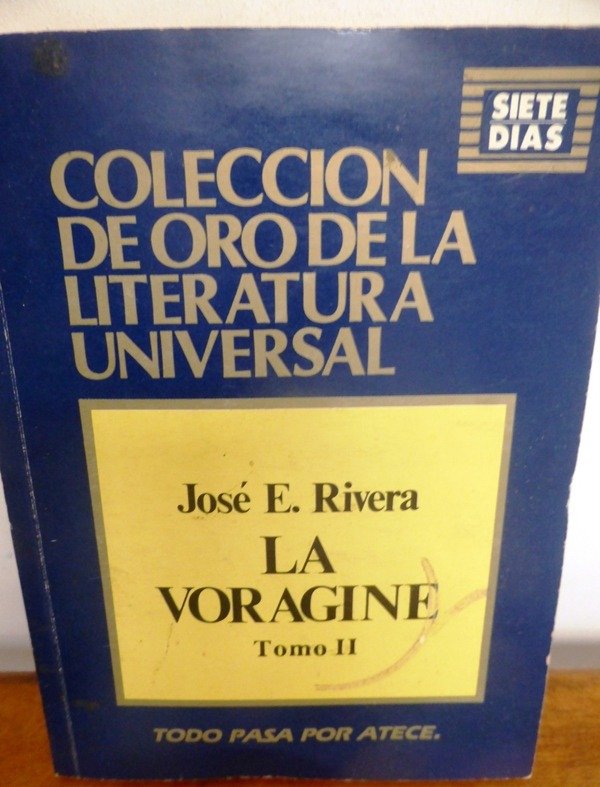 SIETE
DIAS
COLECCION
DE ORO DE LA
LITERATURA
UNIVERSAL
José E. Rivera
LA
VORAGINE
Tomo II
TODO PASA POR ATECE.